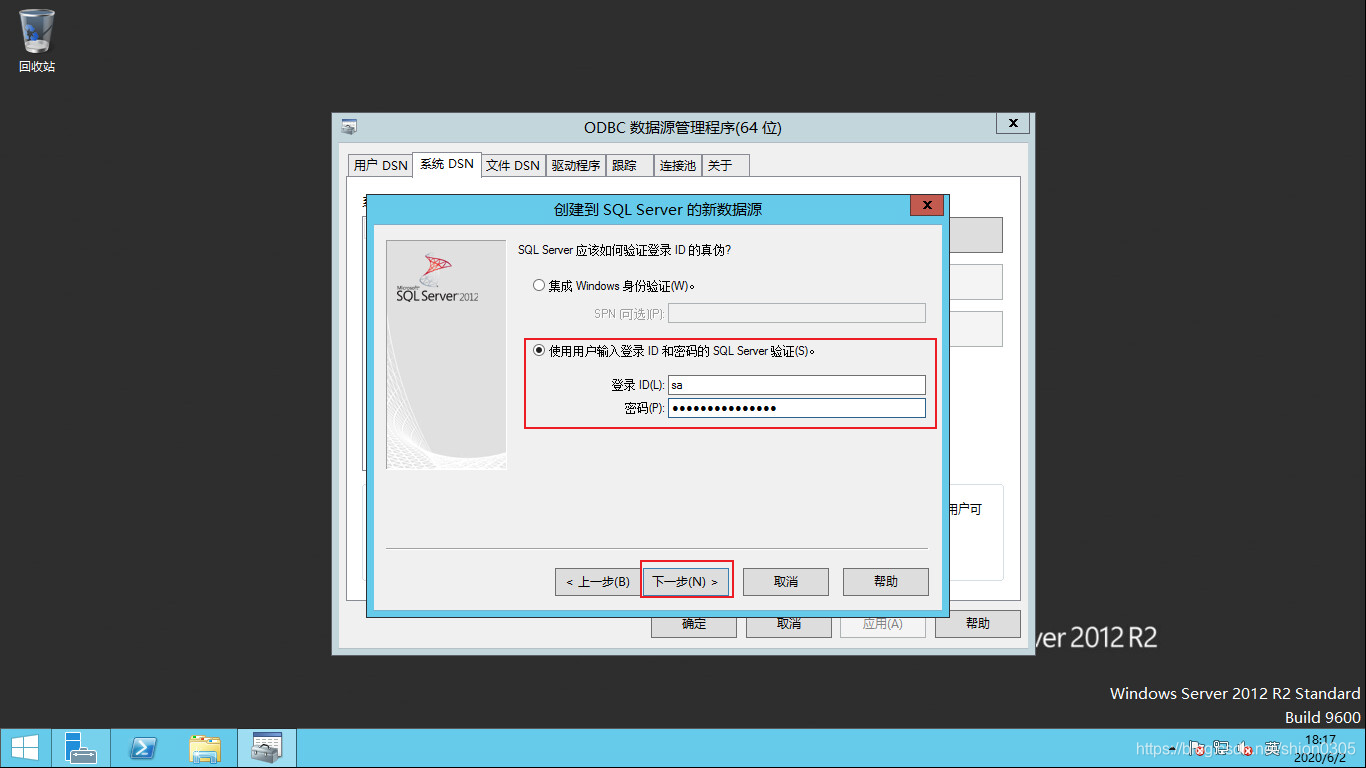 回收站
ODBC 数据源管理程序(64 位)
x
用户 DSN
系统 DSN
文件 DSN
驱动程序
跟踪
连接池
关于
创建到 SQL Server 的新数据源
x
Microsoft
SQL Server 2012
SQL Server 应该如何验证登录 ID 的真伪?
集成 Windows 身份验证(W)。
SPN (可选)(P):
使用用户输入登录 ID 和密码的 SQL Server 验证(S)。
登录 ID(L):
sa
密码(P):
•••••••••••••••
用户可
< 上一步(B)
下一步(N) >
取消
帮助
确定
取消
应用(A)
帮助
ver 2012 R2
Windows Server 2012 R2 Standard
Build 9600
英
18:17
2020/6/2
https://blog.csdn.net/shion0305